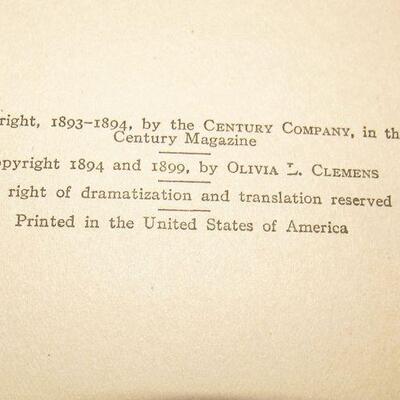 right, 1893–1894, by the CENTURY COMPANY, in the
Century Magazine
opyright 1894 and 1899, by OLIVIA L. CLEMENS
right of dramatization and translation reserved
Printed in the United States of America